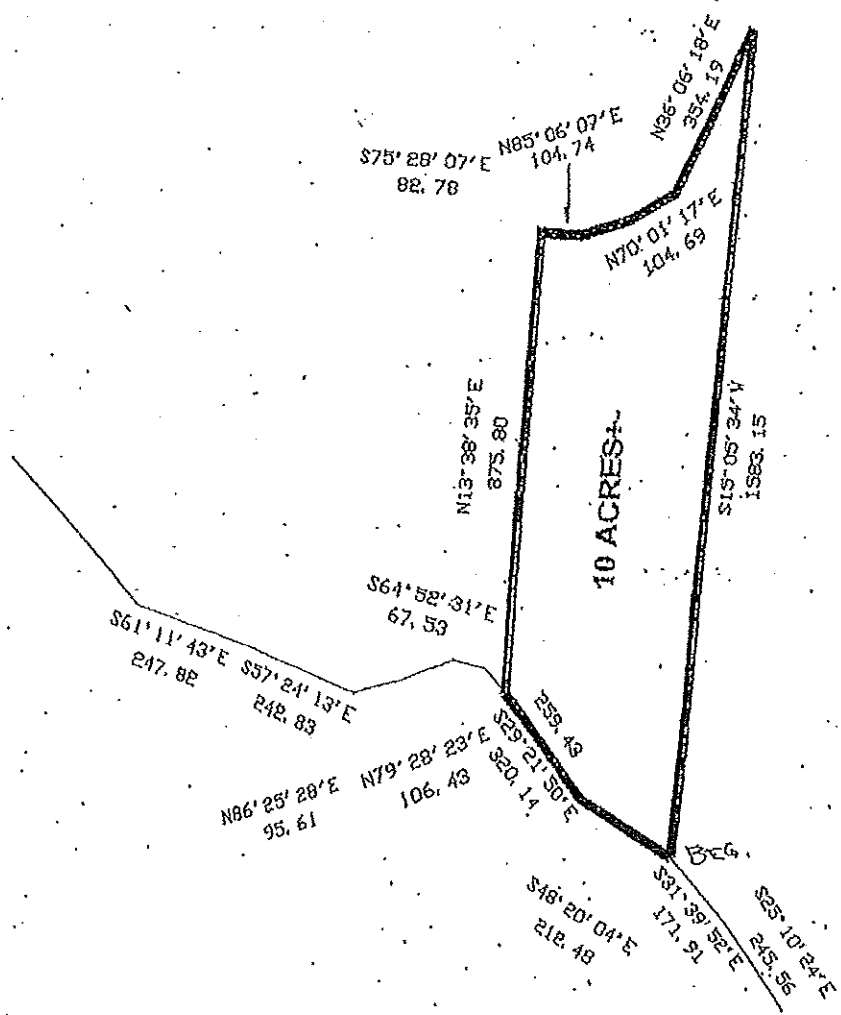 N36°06'18"E
354.19
N85°06'07"E
104.74
S75°28'07"E
82.78
N70°01'17"E
104.69
N13°38'35"E
875.80
10 ACRES±
S15°05'34"W
1583.15
S64°52'31"E
67.53
S61°11'43"E
247.82
S57°24'13"E
242.83
259.43
S29°21'50"E
320.14
N79°28'23"E
106.43
N86°25'28"E
95.61
BEG.
S31°39'52"E
171.91
S25°10'24"E
245.56
S48°20'04"E
212.48